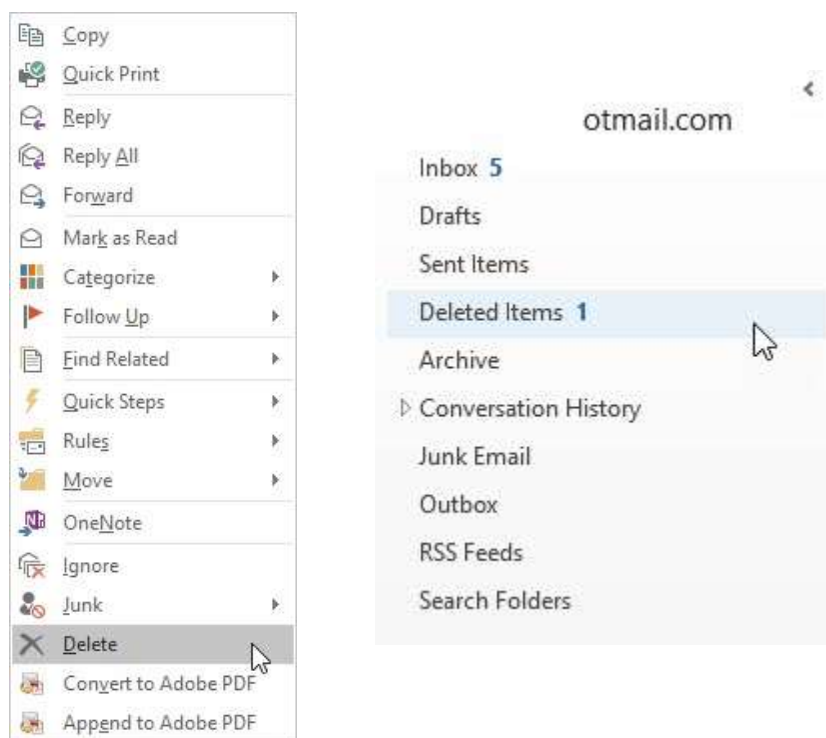 Copy
Quick Print
Reply
Reply All
Forward
Mark as Read
Categorize
Follow Up
Find Related
Quick Steps
Rules
Move
OneNote
Ignore
Junk
Delete
Convert to Adobe PDF
Append to Adobe PDF
otmail.com
Inbox 5
Drafts
Sent Items
Deleted Items 1
Archive
Conversation History
Junk Email
Outbox
RSS Feeds
Search Folders